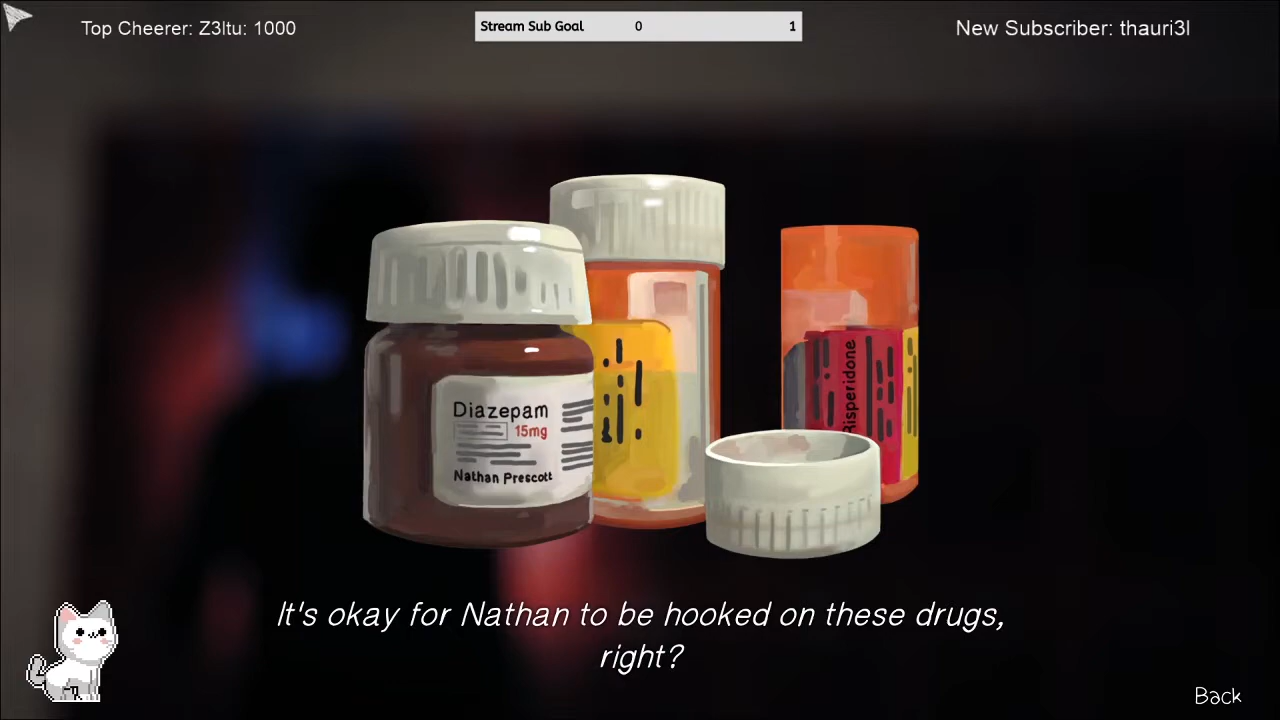 Top Cheerer: Z3ltu: 1000
Stream Sub Goal 0 1
New Subscriber: thauri3l
Diazepam
15mg
Nathan Prescott
Risperidone
It's okay for Nathan to be hooked on these drugs,
right?
Back